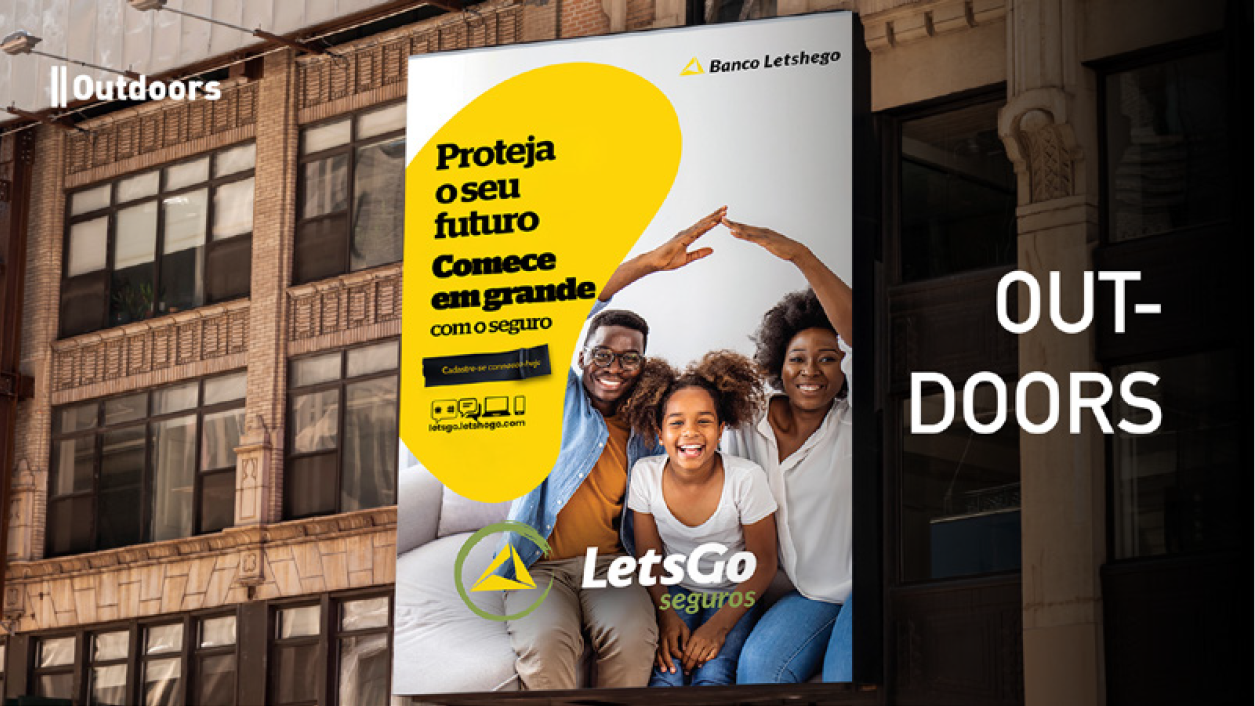 ||Outdoors
Banco Letshego
Proteja
o seu
futuro
Comece
em grande
com o seguro
Cadastre-se connosco hoje
letsgo.letshego.com
LetsGo
seguros
OUT-
DOORS